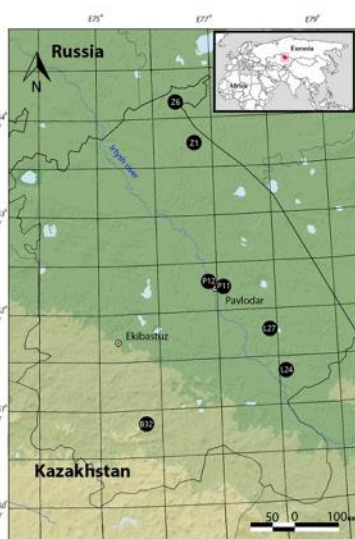 E75° E77° E79°
Russia
Eurasia
Africa
N
Z6
Z1
Irtysh river
P12 P11
Pavlodar
L27
Ekibastuz
L24
B32
Kazakhstan
50 0 100